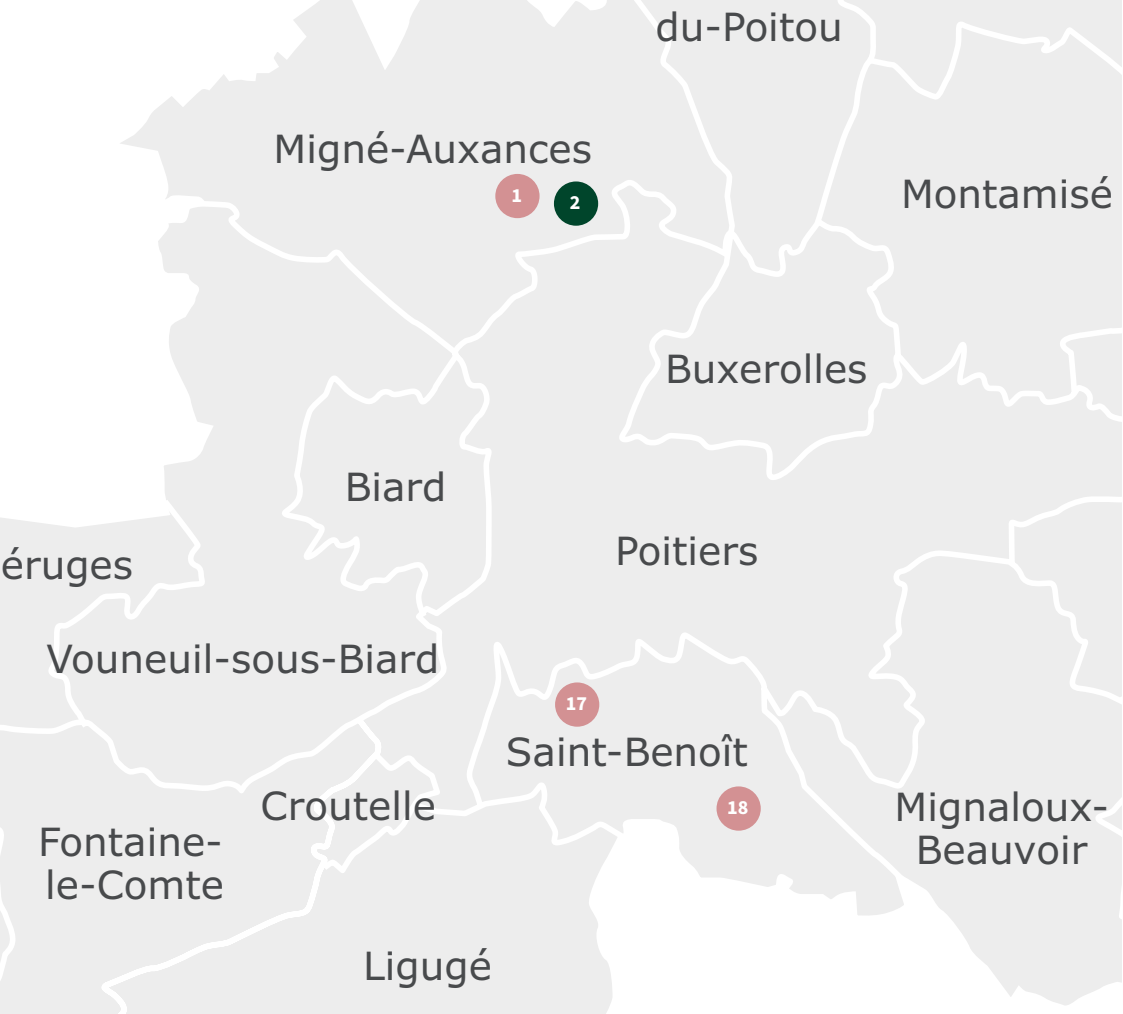 du-Poitou
Migné-Auxances
1
2
Montamisé
Buxerolles
Biard
Poitiers
éruges
Vouneuil-sous-Biard
17
Saint-Benoît
18
Croutelle
Mignaloux-
Beauvoir
Fontaine-
le-Comte
Ligugé